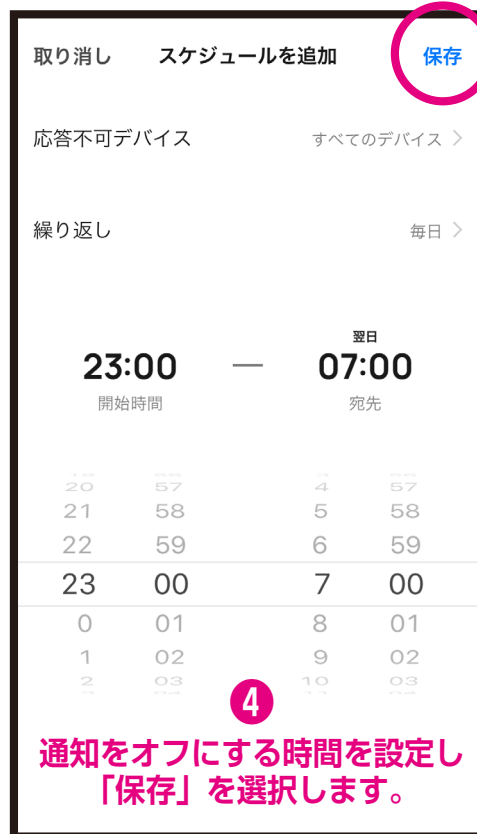 取り消し スケジュールを追加 保存
応答不可デバイス すべてのデバイス >
繰り返し 毎日 >
翌日
23:00 — 07:00
開始時間 宛先
20 57 4 57
21 58 5 58
22 59 6 59
23 00 7 00
0 01 8 01
1 02 9 02
2 03 10 03
❹
通知をオフにする時間を設定し
「保存」を選択します。